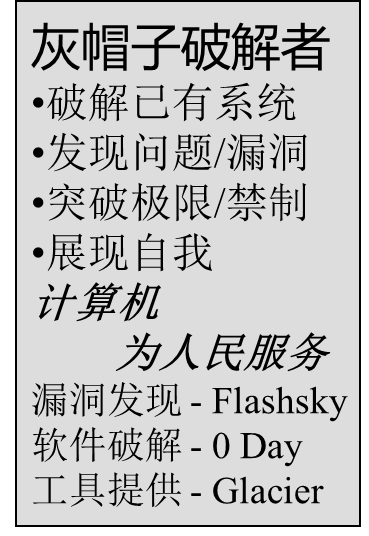 灰帽子破解者
•破解已有系统
•发现问题/漏洞
•突破极限/禁制
•展现自我
计算机
为人民服务
漏洞发现 - Flashsky
软件破解 - 0 Day
工具提供 - Glacier